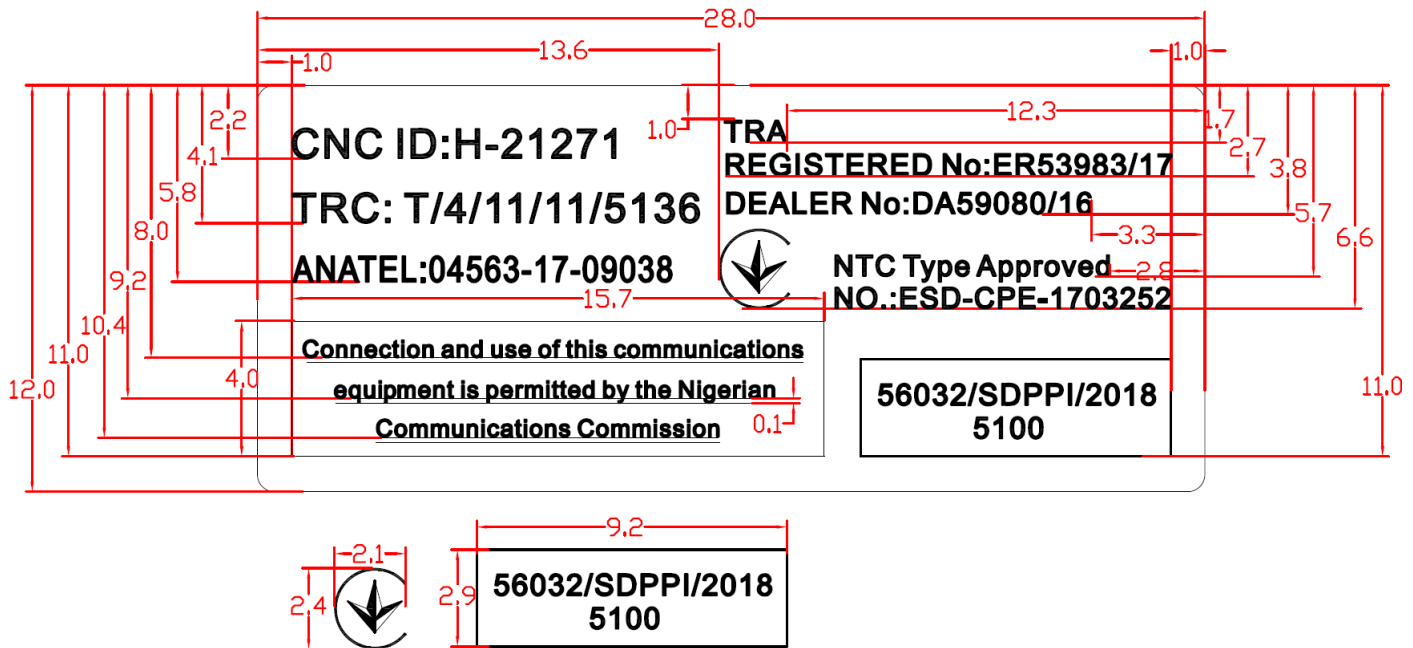 28.0
13.6
1.0
1.0
12.3
1.0
2.2
4.1
5.8
8.0
9.2
10.4
11.0
12.0
CNC ID:H-21271
TRC: T/4/11/11/5136
ANATEL:04563-17-09038
TRA
REGISTERED No:ER53983/17
DEALER No:DA59080/16
1.7
2.7
3.8
5.7
6.6
11.0
3.3
2.8
NTC Type Approved
NO.:ESD-CPE-1703252
15.7
4.0
Connection and use of this communications
equipment is permitted by the Nigerian
Communications Commission
0.1
56032/SDPPI/2018
5100
2.1
2.4
9.2
2.9
56032/SDPPI/2018
5100